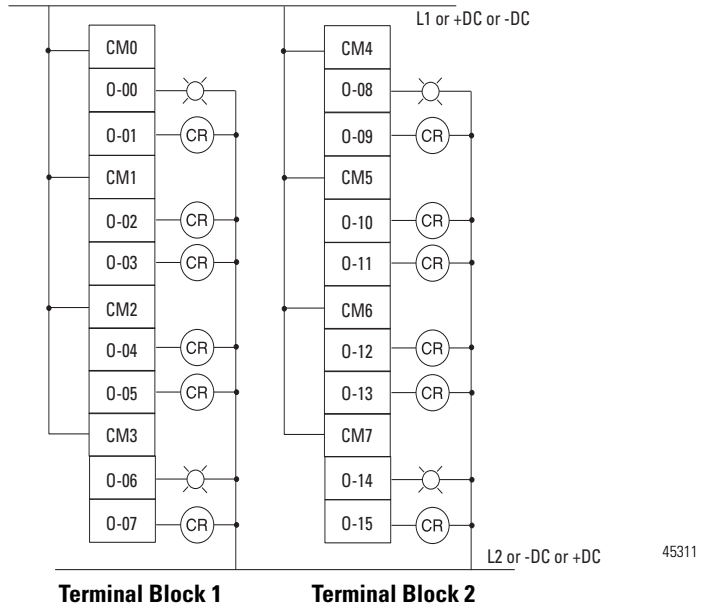 L1 or +DC or -DC
CM0
O-00
O-01
CR
CM1
O-02
CR
O-03
CR
CM2
O-04
CR
O-05
CR
CM3
O-06
O-07
CR
CM4
O-08
O-09
CR
CM5
O-10
CR
O-11
CR
CM6
O-12
CR
O-13
CR
CM7
O-14
O-15
CR
L2 or -DC or +DC
45311
Terminal Block 1
Terminal Block 2